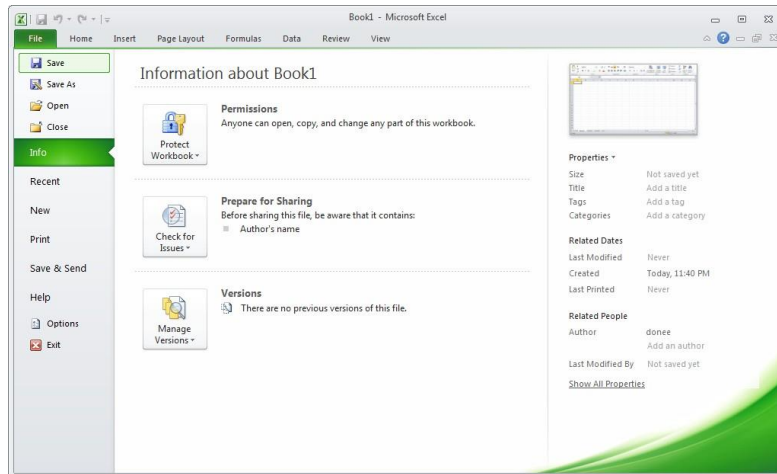 Book1 - Microsoft Excel
File Home Insert Page Layout Formulas Data Review View
Save
Save As
Open
Close
Info
Recent
New
Print
Save & Send
Help
Options
Exit
Information about Book1
Protect
Workbook
Permissions
Anyone can open, copy, and change any part of this workbook.
Check for
Issues
Prepare for Sharing
Before sharing this file, be aware that it contains:
Author's name
Manage
Versions
Versions
There are no previous versions of this file.
Properties
Size Not saved yet
Title Add a title
Tags Add a tag
Categories Add a category
Related Dates
Last Modified Never
Created Today, 11:40 PM
Last Printed Never
Related People
Author donee
Add an author
Last Modified By Not saved yet
Show All Properties